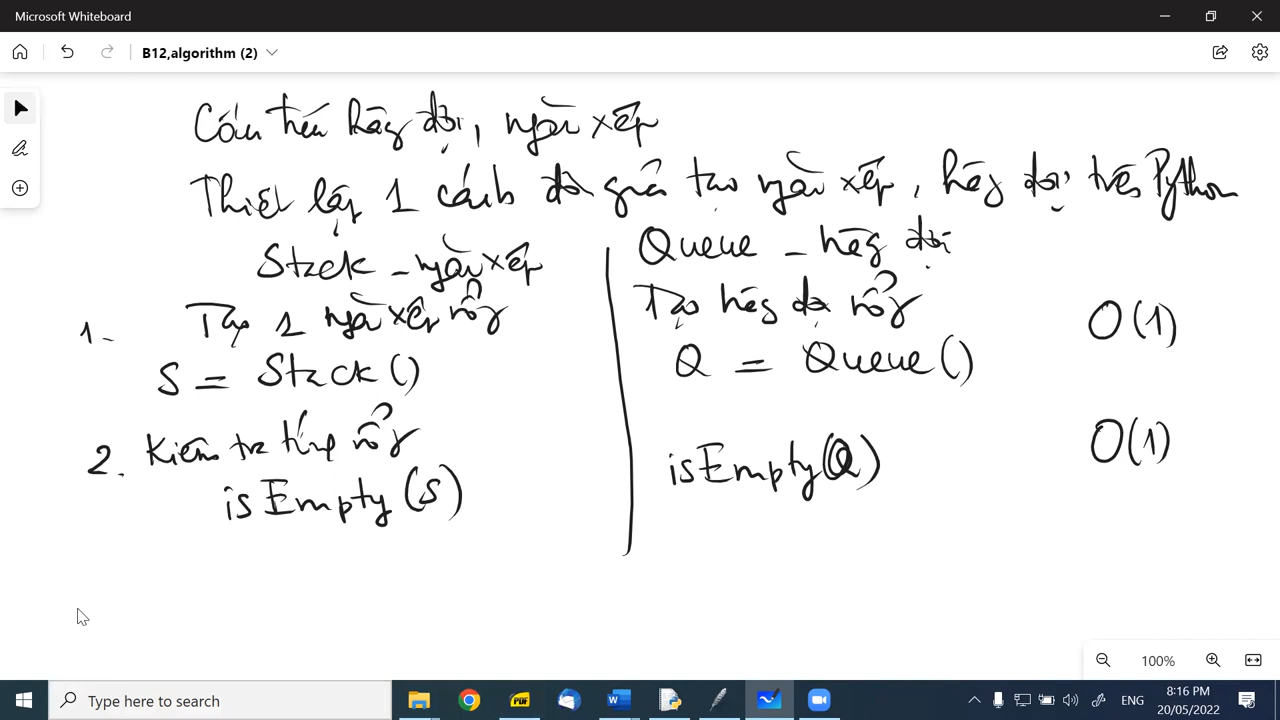 Microsoft Whiteboard
B12,algorithm (2)
Cấu trúc hàng đợi, ngăn xếp
Thiết lập 1 cách đơn giản tạo ngăn xếp, hàng đợi trên Python
Stack - ngăn xếp
Queue - hàng đợi
1. Tạo 1 ngăn xếp rỗng
Tạo hàng đợi rỗng
O(1)
S = Stack()
Q = Queue()
2. Kiểm tra tính rỗng
O(1)
isEmpty(S)
isEmpty(Q)
100%
Type here to search
PDF
ENG
8:16 PM
20/05/2022